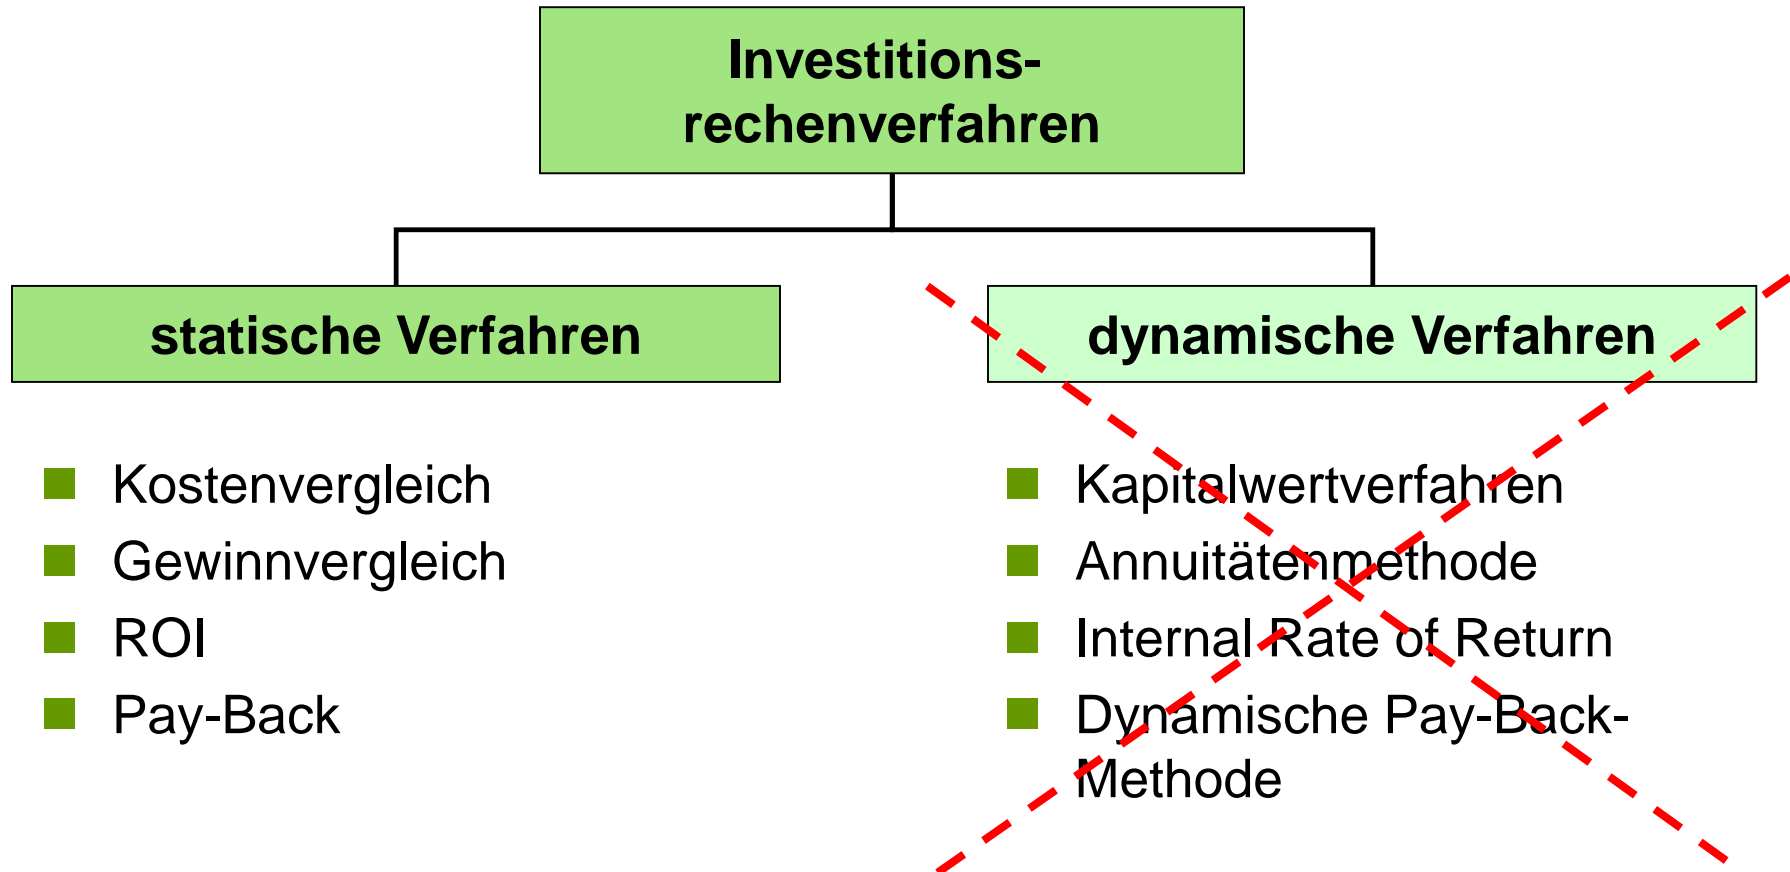 Investitions-
rechenverfahren
statische Verfahren
dynamische Verfahren
Kostenvergleich
Gewinnvergleich
ROI
Pay-Back
Kapitalwertverfahren
Annuitätenmethode
Internal Rate of Return
Dynamische Pay-Back-
Methode